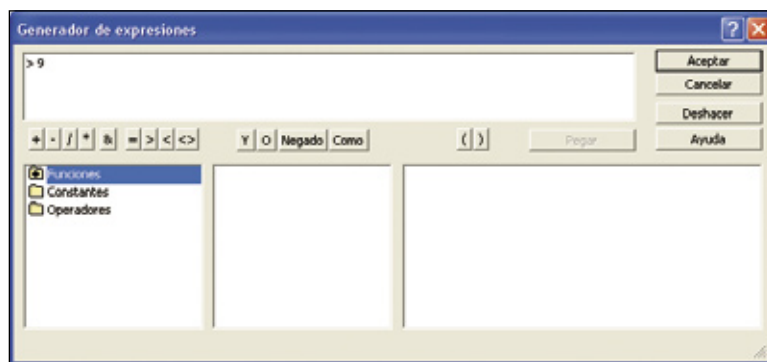 Generador de expresiones
> 9
Aceptar
Cancelar
Deshacer
Ayuda
+ - / * & = > < <> Y O Negado Como ( ) Pegar
Funciones
Constantes
Operadores